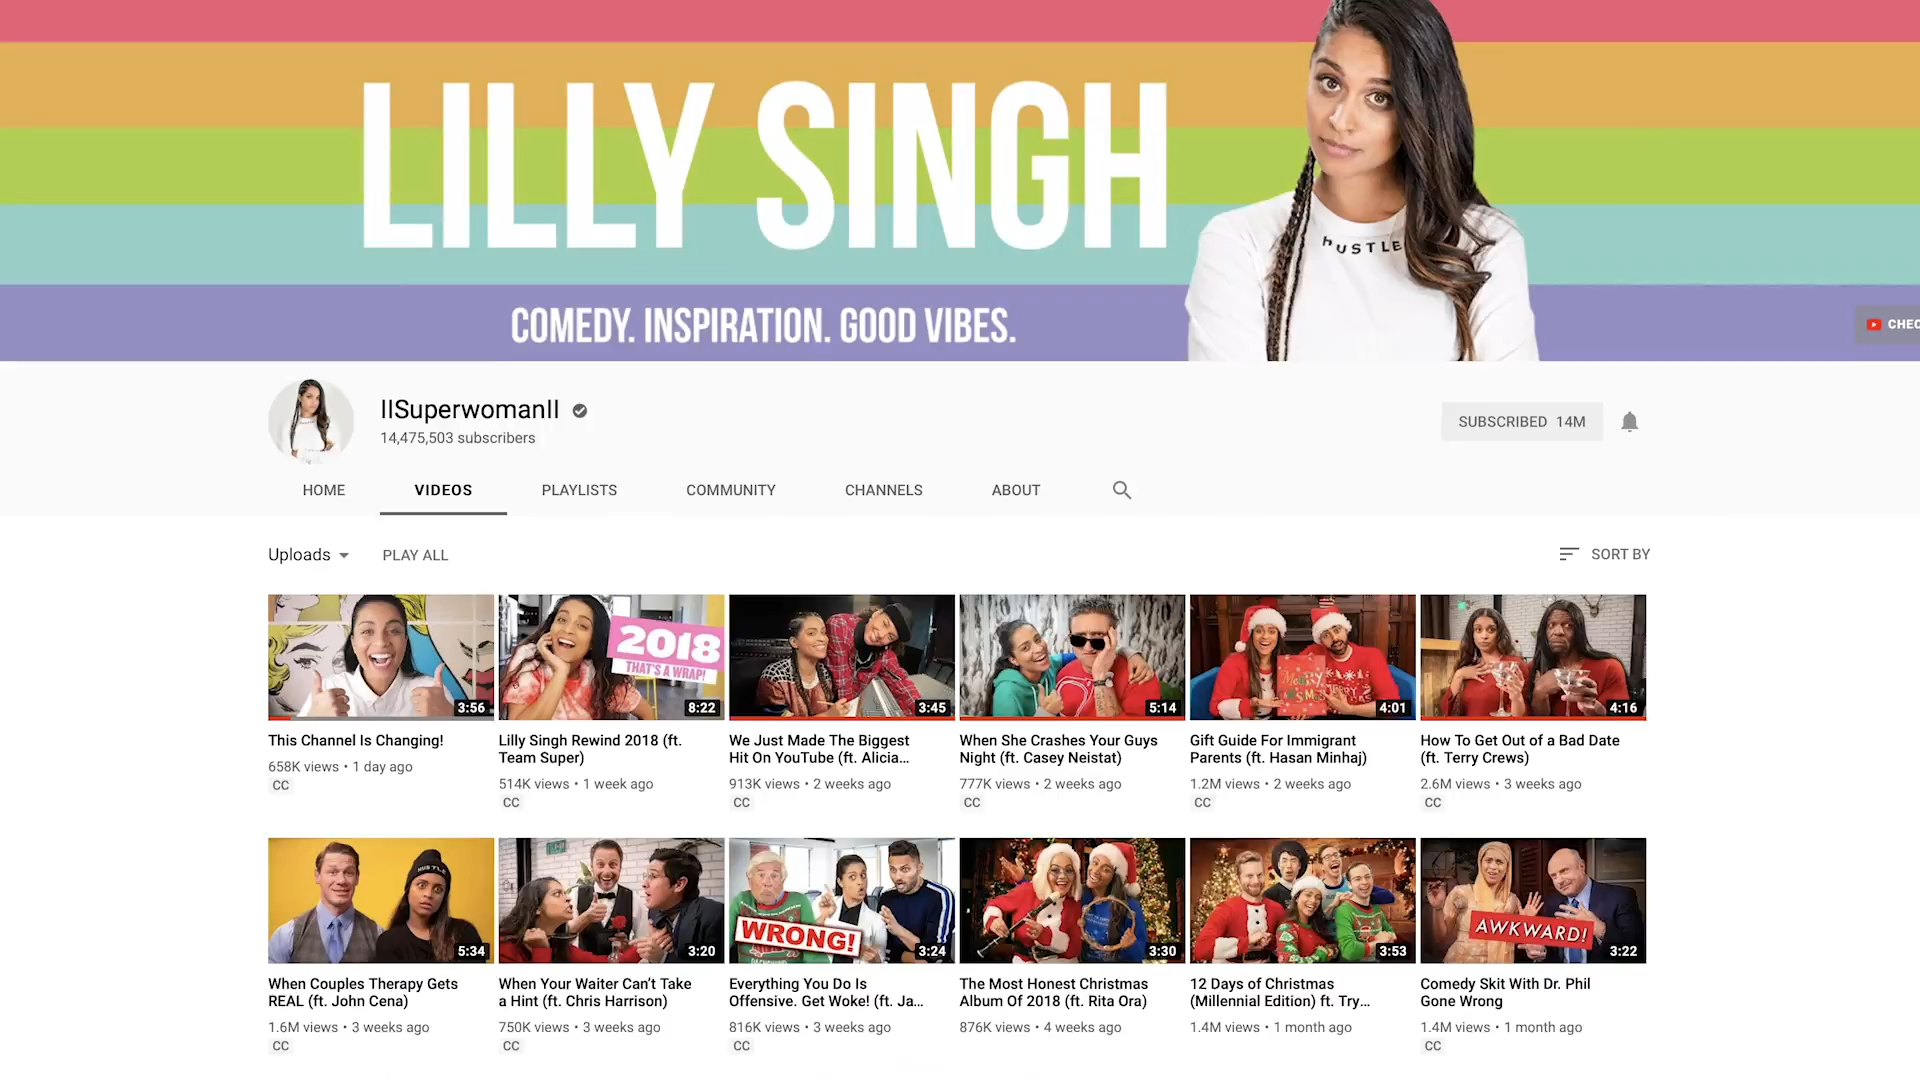 LILLY SINGH
COMEDY. INSPIRATION. GOOD VIBES.
HUSTLE
CHEC
IISuperwomanII
14,475,503 subscribers
SUBSCRIBED 14M
HOME VIDEOS PLAYLISTS COMMUNITY CHANNELS ABOUT
Uploads PLAY ALL SORT BY
3:56
2018
THAT'S A WRAP!
8:22
3:45
5:14
4:01
4:16
This Channel Is Changing!
658K views • 1 day ago
CC
Lilly Singh Rewind 2018 (ft.
Team Super)
514K views • 1 week ago
CC
We Just Made The Biggest
Hit On YouTube (ft. Alicia...
913K views • 2 weeks ago
CC
When She Crashes Your Guys
Night (ft. Casey Neistat)
777K views • 2 weeks ago
CC
Gift Guide For Immigrant
Parents (ft. Hasan Minhaj)
1.2M views • 2 weeks ago
CC
How To Get Out of a Bad Date
(ft. Terry Crews)
2.6M views • 3 weeks ago
CC
5:34
3:20
WRONG!
3:24
3:30
3:53
AWKWARD!
3:22
When Couples Therapy Gets
REAL (ft. John Cena)
1.6M views • 3 weeks ago
CC
When Your Waiter Can't Take
a Hint (ft. Chris Harrison)
750K views • 3 weeks ago
CC
Everything You Do Is
Offensive. Get Woke! (ft. Ja...
816K views • 3 weeks ago
CC
The Most Honest Christmas
Album Of 2018 (ft. Rita Ora)
876K views • 4 weeks ago
12 Days of Christmas
(Millennial Edition) ft. Try...
1.4M views • 1 month ago
Comedy Skit With Dr. Phil
Gone Wrong
1.4M views • 1 month ago
CC